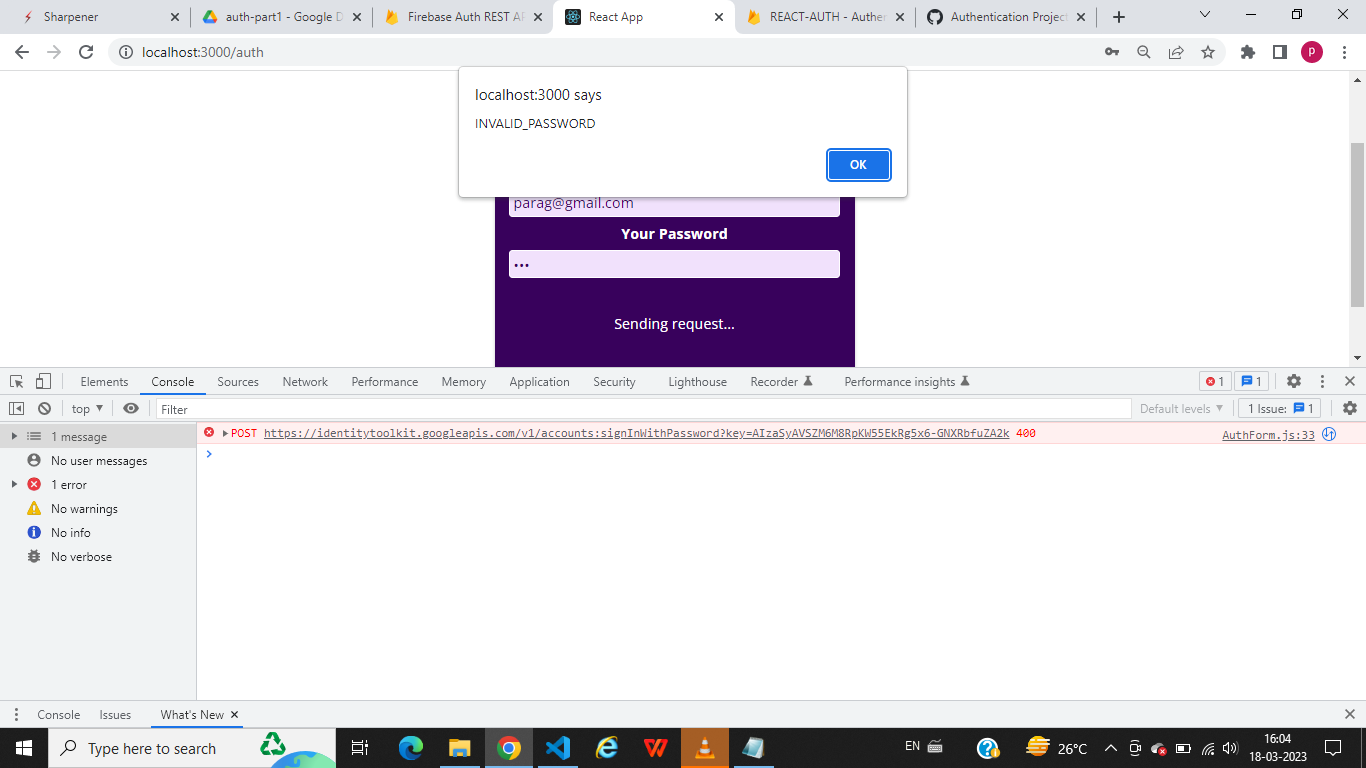 Sharpener
auth-part1 - Google D
Firebase Auth REST AP
React App
REACT-AUTH - Authen
Authentication Project
localhost:3000/auth
P
localhost:3000 says
INVALID_PASSWORD
OK
parag@gmail.com
Your Password
•••
Sending request...
Elements
Console
Sources
Network
Performance
Memory
Application
Security
Lighthouse
Recorder
Performance insights
1
1
top
Filter
Default levels
1 Issue:
1
1 message
No user messages
1 error
No warnings
No info
No verbose
POST https://identitytoolkit.googleapis.com/v1/accounts:signInWithPassword?key=AIzaSyAVSZM6M8RpKW55EkRg5x6-GNXRbfuZA2k 400
AuthForm.js:33
Console
Issues
What's New
Type here to search
26°C
EN
16:04
18-03-2023